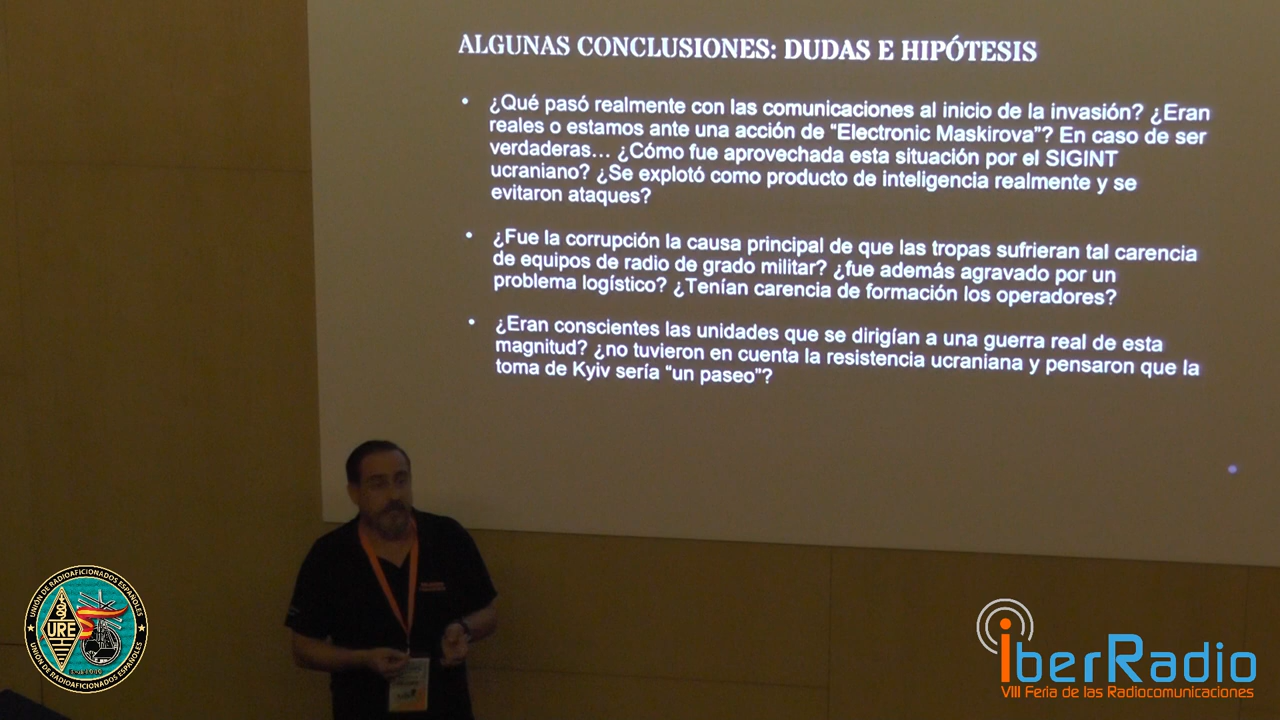 ALGUNAS CONCLUSIONES: DUDAS E HIPÓTESIS
• ¿Qué pasó realmente con las comunicaciones al inicio de la invasión? ¿Eran
reales o estamos ante una acción de “Electronic Maskirova”? En caso de ser
verdaderas… ¿Cómo fue aprovechada esta situación por el SIGINT
ucraniano? ¿Se explotó como producto de inteligencia realmente y se
evitaron ataques?
• ¿Fue la corrupción la causa principal de que las tropas sufrieran tal carencia
de equipos de radio de grado militar? ¿fue además agravado por un
problema logístico? ¿Tenían carencia de formación los operadores?
• ¿Eran conscientes las unidades que se dirigían a una guerra real de esta
magnitud? ¿no tuvieron en cuenta la resistencia ucraniana y pensaron que la
toma de Kyiv sería “un paseo”?
UNIÓN DE RADIOAFICIONADOS ESPAÑOLES
URE
UNIÓN DE RADIOAFICIONADOS ESPAÑOLES
iberRadio
VIII Feria de las Radiocomunicaciones